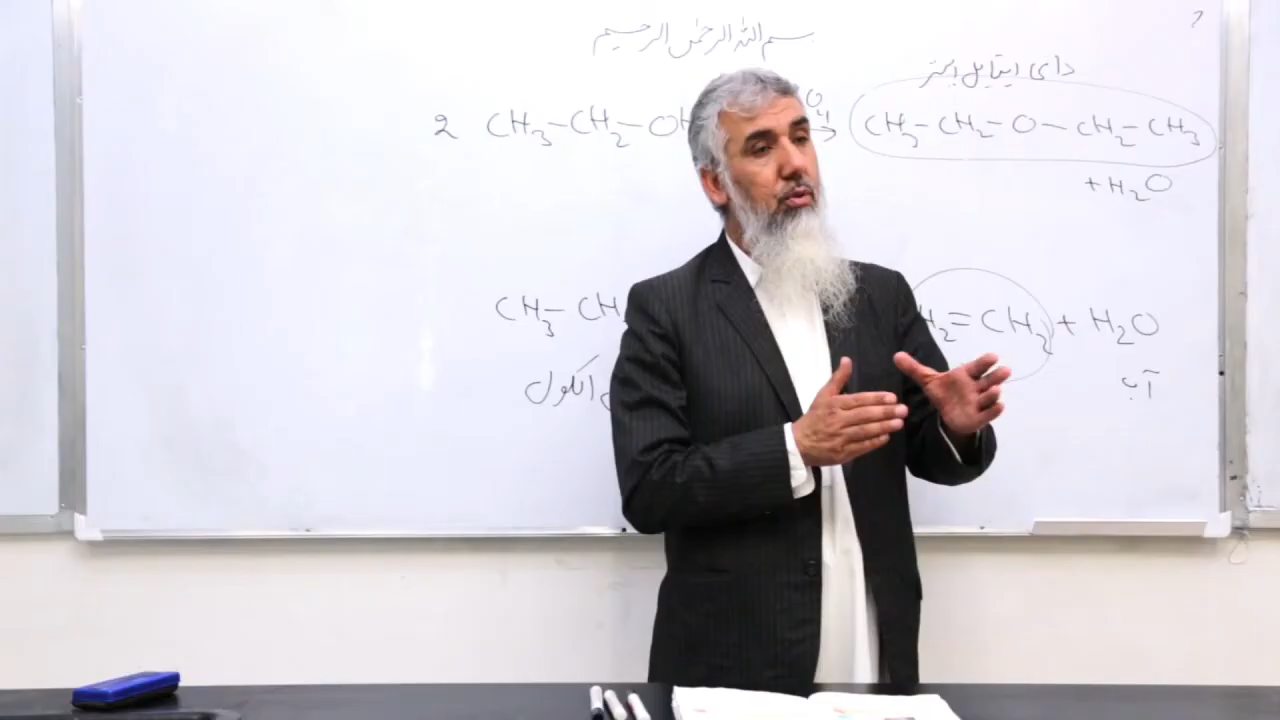 بسم الله الرحمن الرحیم
دای ایتایل ایتر
2 CH₃–CH₂–OH O₄ → CH₃–CH₂–O–CH₂–CH₃
+H₂O
CH₃–CH H₂=CH₂ + H₂O
الکول آب